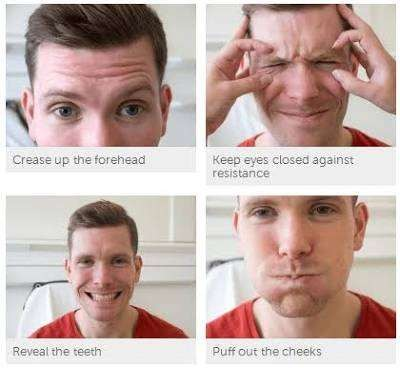 Crease up the forehead
Keep eyes closed against
resistance
Reveal the teeth
Puff out the cheeks